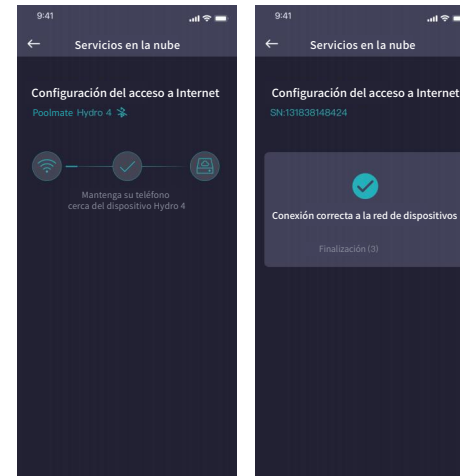 9:41
Servicios en la nube
Configuración del acceso a Internet
Poolmate Hydro 4
Mantenga su teléfono
cerca del dispositivo Hydro 4
9:41
Servicios en la nube
Configuración del acceso a Internet
SN:131838148424
Conexión correcta a la red de dispositivos
Finalización (3)